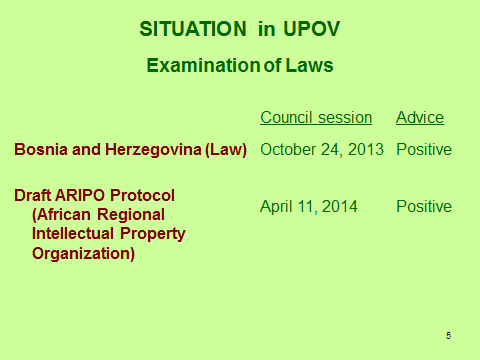 SITUATION in UPOV
Examination of Laws
Council session Advice
Bosnia and Herzegovina (Law) October 24, 2013 Positive
Draft ARIPO Protocol
(African Regional April 11, 2014 Positive
Intellectual Property
Organization)
5